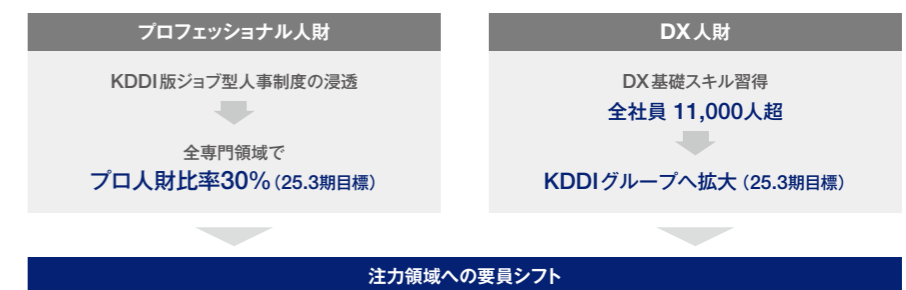 プロフェッショナル人財
KDDI版ジョブ型人事制度の浸透
全専門領域で
プロ人財比率30%（25.3期目標）
DX人財
DX基礎スキル習得
全社員 11,000人超
KDDIグループへ拡大（25.3期目標）
注力領域への要員シフト